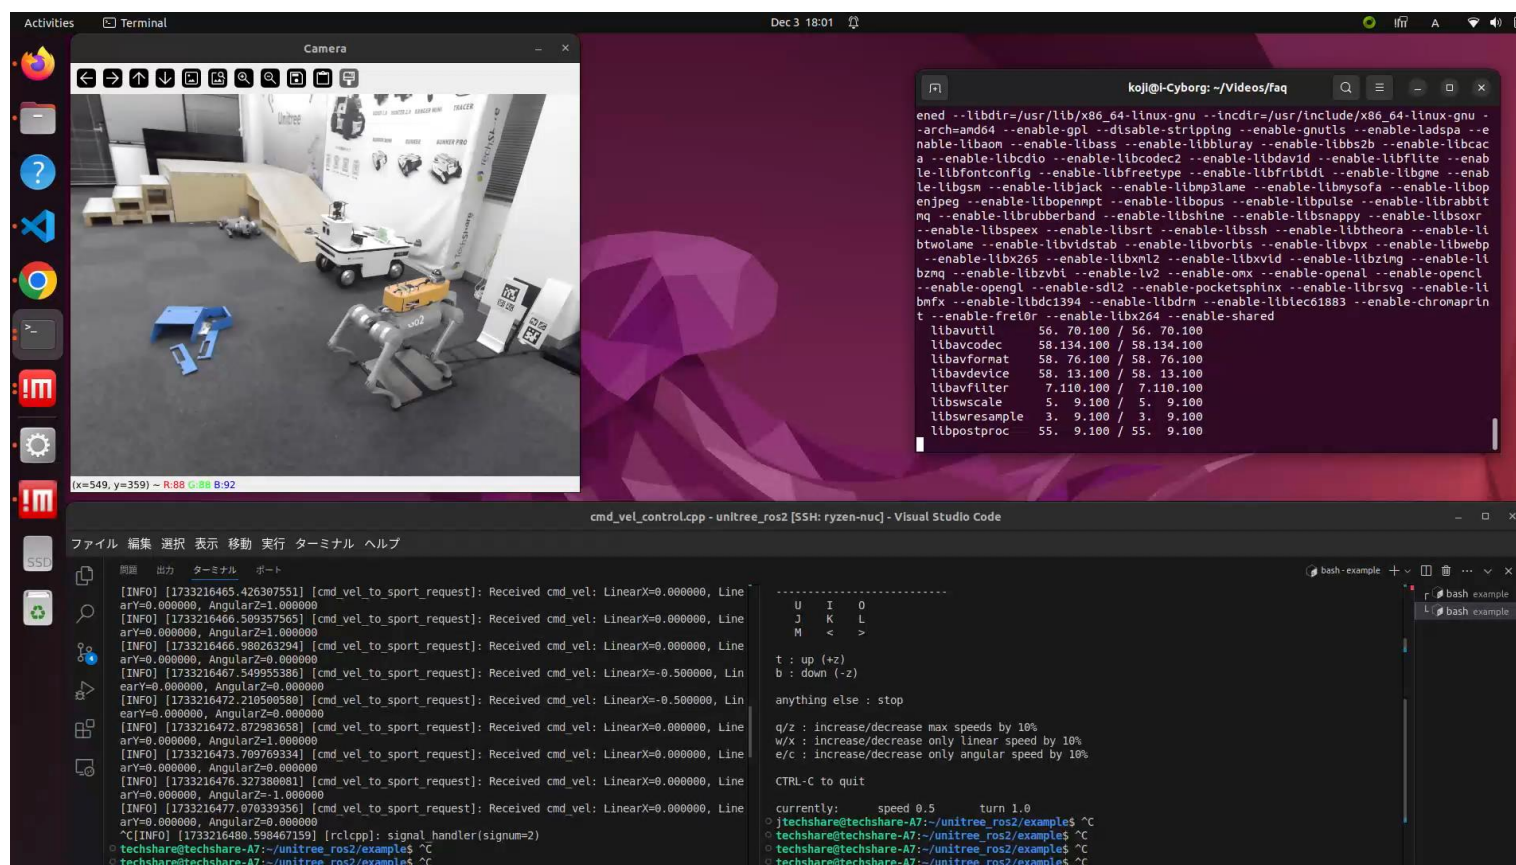 Activities
Terminal
Dec 3 18:01
A
Camera
Unitree
TRACER
BUNKER
BUNKER PRO
TechShare
(x=549, y=359) ~ R:88 G:88 B:92
koji@i-Cyborg: ~/Videos/faq
ened --libdir=/usr/lib/x86_64-linux-gnu --incdir=/usr/include/x86_64-linux-gnu -
-arch=amd64 --enable-gpl --disable-stripping --enable-gnutls --enable-ladspa --e
nable-libaom --enable-libass --enable-libbluray --enable-libbs2b --enable-libcac
a --enable-libcdio --enable-libcodec2 --enable-libdav1d --enable-libflite --enab
le-libfontconfig --enable-libfreetype --enable-libfribidi --enable-libgme --enab
le-libgsm --enable-libjack --enable-libmp3lame --enable-libmysofa --enable-libop
enjpeg --enable-libopenmpt --enable-libopus --enable-libpulse --enable-librabbit
mq --enable-librubberband --enable-libshine --enable-libsnappy --enable-libsoxr
--enable-libspeex --enable-libsrt --enable-libssh --enable-libtheora --enable-li
btwolame --enable-libvidstab --enable-libvorbis --enable-libvpx --enable-libwebp
--enable-libx265 --enable-libxml2 --enable-libxvid --enable-libzimg --enable-li
bzmq --enable-libzvbi --enable-lv2 --enable-omx --enable-openal --enable-opencl
--enable-opengl --enable-sdl2 --enable-pocketsphinx --enable-librsvg --enable-li
bmfx --enable-libdc1394 --enable-libdrm --enable-libiec61883 --enable-chromaprin
t --enable-frei0r --enable-libx264 --enable-shared
libavutil 56. 70.100 / 56. 70.100
libavcodec 58.134.100 / 58.134.100
libavformat 58. 76.100 / 58. 76.100
libavdevice 58. 13.100 / 58. 13.100
libavfilter 7.110.100 / 7.110.100
libswscale 5. 9.100 / 5. 9.100
libswresample 3. 9.100 / 3. 9.100
libpostproc 55. 9.100 / 55. 9.100
SSD
cmd_vel_control.cpp - unitree_ros2 [SSH: ryzen-nuc] - Visual Studio Code
ファイル 編集 選択 表示 移動 実行 ターミナル ヘルプ
問題 出力 ターミナル ポート
bash - example
[INFO] [1733216465.426307551] [cmd_vel_to_sport_request]: Received cmd_vel: LinearX=0.000000, Line
arY=0.000000, AngularZ=1.000000
[INFO] [1733216466.509357565] [cmd_vel_to_sport_request]: Received cmd_vel: LinearX=0.000000, Line
arY=0.000000, AngularZ=1.000000
[INFO] [1733216466.980263294] [cmd_vel_to_sport_request]: Received cmd_vel: LinearX=0.000000, Line
arY=0.000000, AngularZ=0.000000
[INFO] [1733216467.549955386] [cmd_vel_to_sport_request]: Received cmd_vel: LinearX=-0.500000, Lin
earY=0.000000, AngularZ=0.000000
[INFO] [1733216472.210500580] [cmd_vel_to_sport_request]: Received cmd_vel: LinearX=-0.500000, Lin
earY=0.000000, AngularZ=0.000000
[INFO] [1733216472.872983658] [cmd_vel_to_sport_request]: Received cmd_vel: LinearX=0.000000, Line
arY=0.000000, AngularZ=1.000000
[INFO] [1733216473.709769334] [cmd_vel_to_sport_request]: Received cmd_vel: LinearX=0.000000, Line
arY=0.000000, AngularZ=0.000000
[INFO] [1733216476.327380081] [cmd_vel_to_sport_request]: Received cmd_vel: LinearX=0.000000, Line
arY=0.000000, AngularZ=-1.000000
[INFO] [1733216477.070339356] [cmd_vel_to_sport_request]: Received cmd_vel: LinearX=0.000000, Line
arY=0.000000, AngularZ=0.000000
^C[INFO] [1733216480.598467159] [rclcpp]: signal_handler(signum=2)
techshare@techshare-A7:~/unitree_ros2/example$ ^C
techshare@techshare-A7:~/unitree_ros2/example$ ^C
---------------------------
U I O
J K L
M < >
t : up (+z)
b : down (-z)
anything else : stop
q/z : increase/decrease max speeds by 10%
w/x : increase/decrease only linear speed by 10%
e/c : increase/decrease only angular speed by 10%
CTRL-C to quit
currently: speed 0.5 turn 1.0
jtechshare@techshare-A7:~/unitree_ros2/example$ ^C
techshare@techshare-A7:~/unitree_ros2/example$ ^C
techshare@techshare-A7:~/unitree_ros2/example$ ^C
bash example
bash example
4